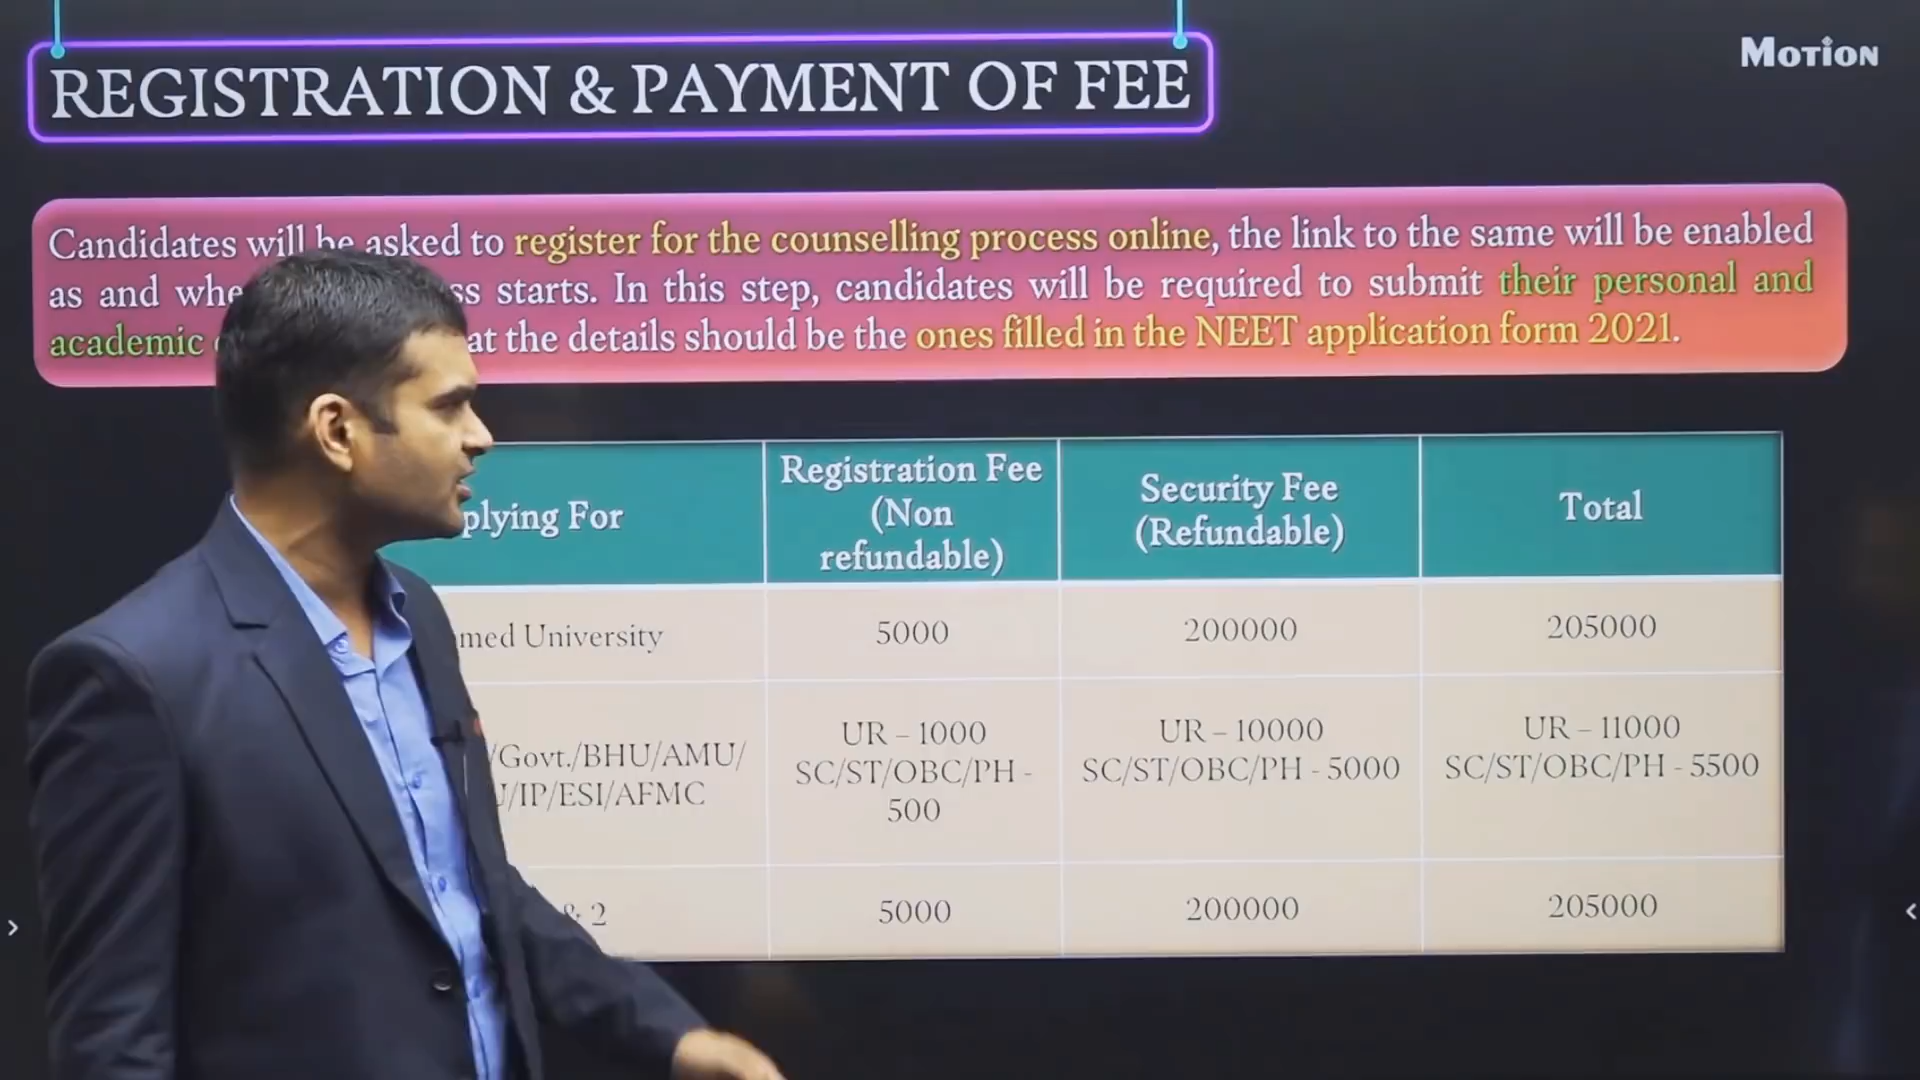 REGISTRATION & PAYMENT OF FEE
MOTION
Candidates will be asked to register for the counselling process online, the link to the same will be enabled
as and starts. In this step, candidates will be required to submit their personal and
academic the details should be the ones filled in the NEET application form 2021.
For
Registration Fee
(Non
refundable)
Security Fee
(Refundable)
Total
University
5000
200000
205000
/Govt./BHU/AMU/
/IP/ESI/AFMC
UR – 1000
SC/ST/OBC/PH -
500
UR – 10000
SC/ST/OBC/PH - 5000
UR – 11000
SC/ST/OBC/PH - 5500
& 2
5000
200000
205000